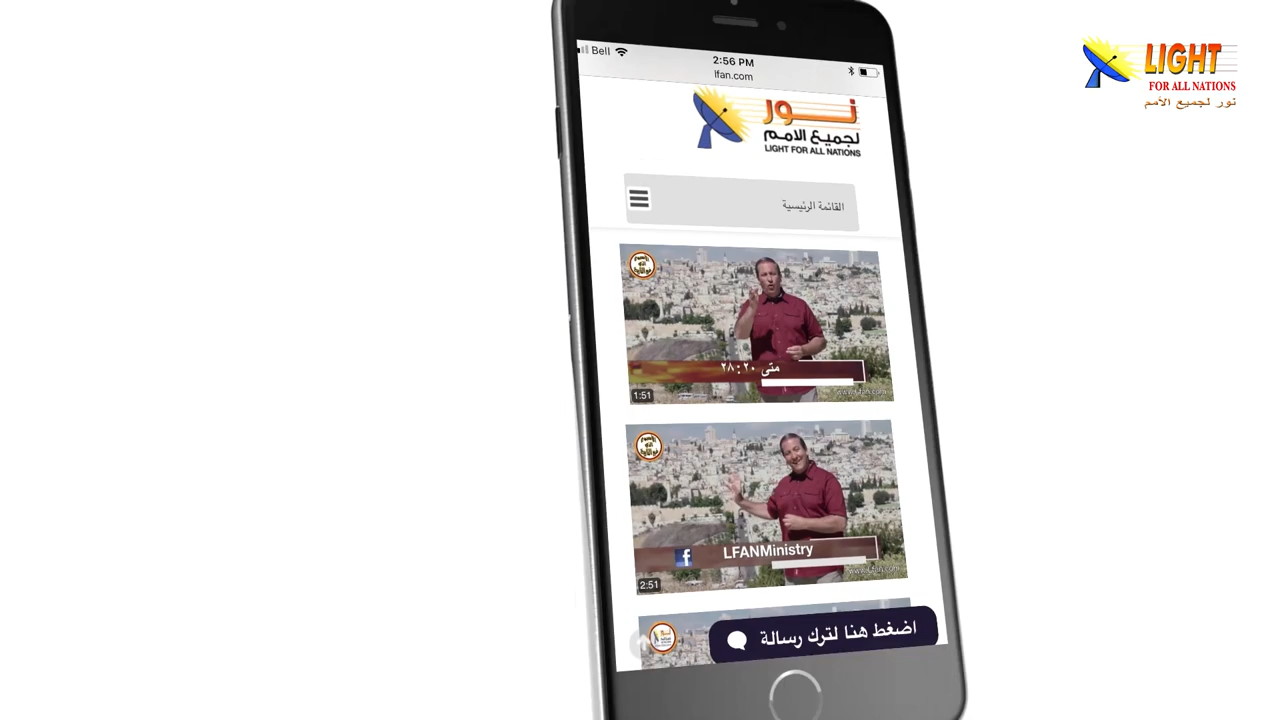 LIGHT
FOR ALL NATIONS
نور لجميع الأمم
Bell
2:56 PM
lfan.com
نور
لجميع الامم
LIGHT FOR ALL NATIONS
القائمة الرئيسية
متى ٢٨:٢٠
1:51
LFANMinistry
2:51
اضغط هنا لترك رسالة